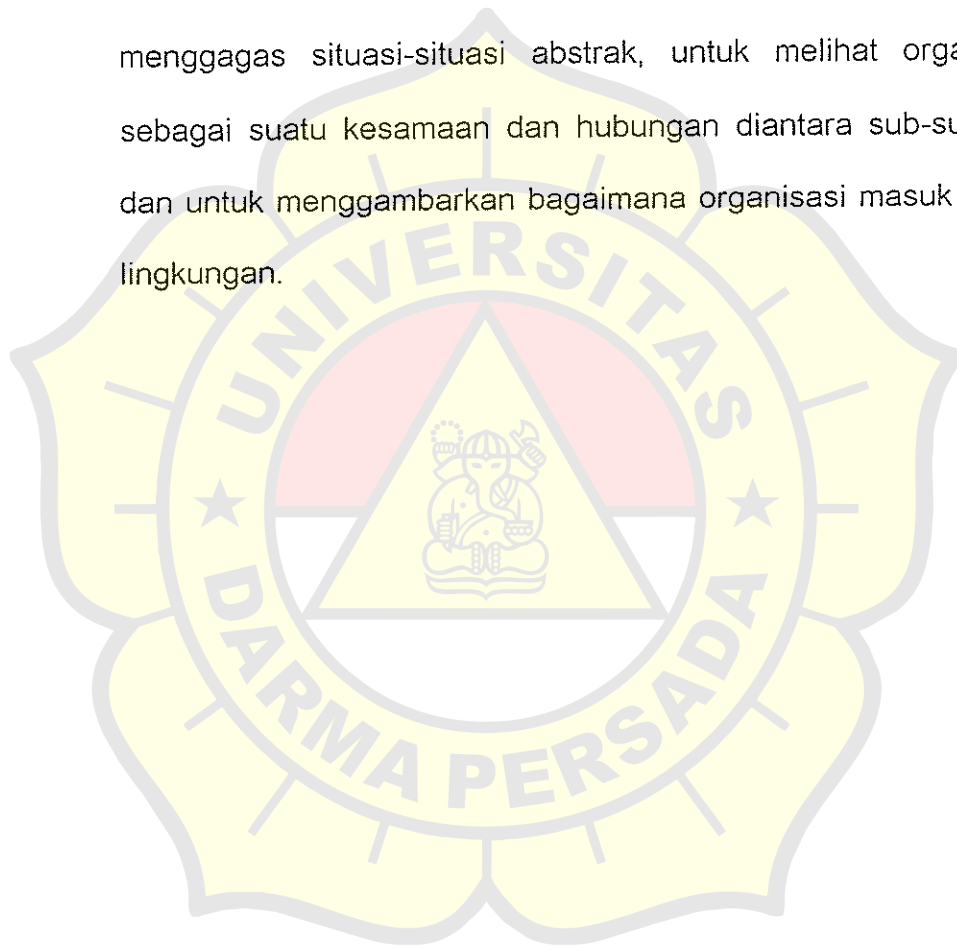 menggagas situasi-situasi abstrak, untuk melihat orga
sebagai suatu kesamaan dan hubungan diantara sub-su
dan untuk menggambarkan bagaimana organisasi masuk
lingkungan.
UNIVERSITAS
DARMA PERSADA